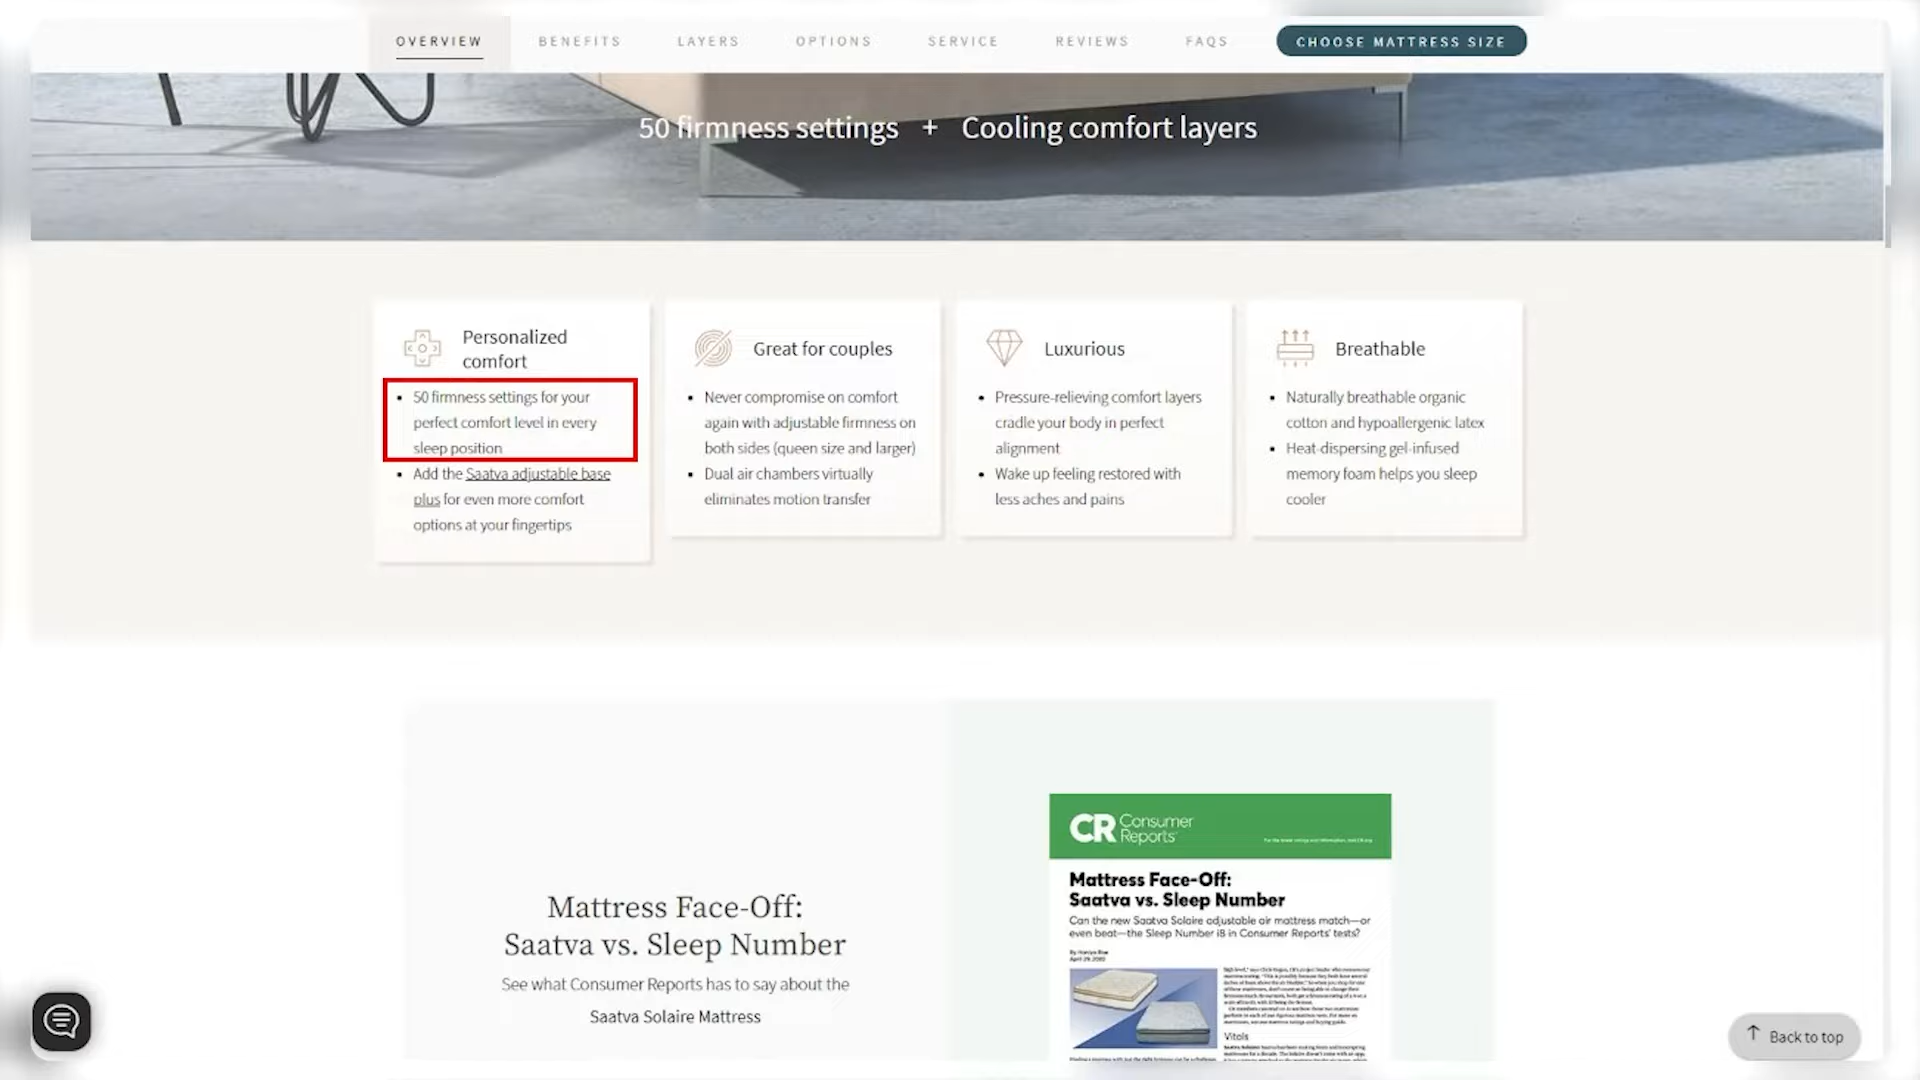 OVERVIEW BENEFITS LAYERS OPTIONS SERVICE REVIEWS FAQS CHOOSE MATTRESS SIZE
50 firmness settings + Cooling comfort layers
Personalized
comfort
• 50 firmness settings for your
perfect comfort level in every
sleep position
• Add the Saatva adjustable base
plus for even more comfort
options at your fingertips
Great for couples
• Never compromise on comfort
again with adjustable firmness on
both sides (queen size and larger)
• Dual air chambers virtually
eliminates motion transfer
Luxurious
• Pressure-relieving comfort layers
cradle your body in perfect
alignment
• Wake up feeling restored with
less aches and pains
Breathable
• Naturally breathable organic
cotton and hypoallergenic latex
• Heat-dispersing gel-infused
memory foam helps you sleep
cooler
Mattress Face-Off:
Saatva vs. Sleep Number
See what Consumer Reports has to say about the
Saatva Solaire Mattress
CR Consumer
Reports
Mattress Face-Off:
Saatva vs. Sleep Number
Can the new Saatva Solaire adjustable air mattress match—or
even beat—the Sleep Number i8 in Consumer Reports' tests?
Vitals
↑ Back to top